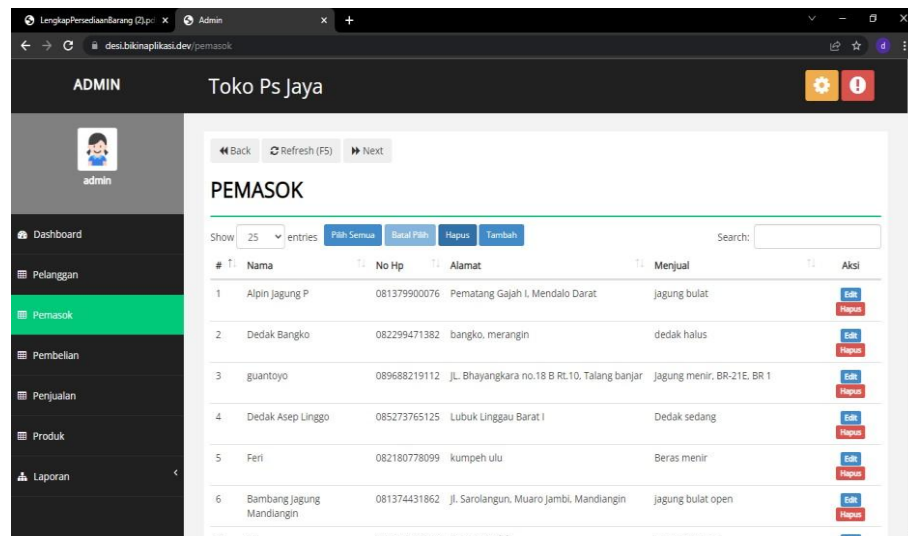 LengkapPersediaanBarang (2).pd
Admin
desi.bikinaplikasi.dev/pemasok
d
ADMIN
Toko Ps Jaya
admin
Back Refresh (F5) Next
PEMASOK
Dashboard
Pelanggan
Pemasok
Pembelian
Penjualan
Produk
Laporan
Show 25 entries Pilih Semua Batal Pilih Hapus Tambah Search:
# Nama No Hp Alamat Menjual Aksi
1 Alpin Jagung P 081379900076 Pematang Gajah I, Mendalo Darat jagung bulat Edit
Hapus
2 Dedak Bangko 082299471382 bangko, merangin dedak halus Edit
Hapus
3 guantoyo 089688219112 JL. Bhayangkara no.18 B Rt.10, Talang banjar Jagung menir, BR-21E, BR 1 Edit
Hapus
4 Dedak Asep Linggo 085273765125 Lubuk Linggau Barat I Dedak sedang Edit
Hapus
5 Feri 082180778099 kumpeh ulu Beras menir Edit
Hapus
6 Bambang Jagung 081374431862 Jl. Sarolangun, Muaro Jambi, Mandiangin jagung bulat open Edit
Mandiangin Hapus